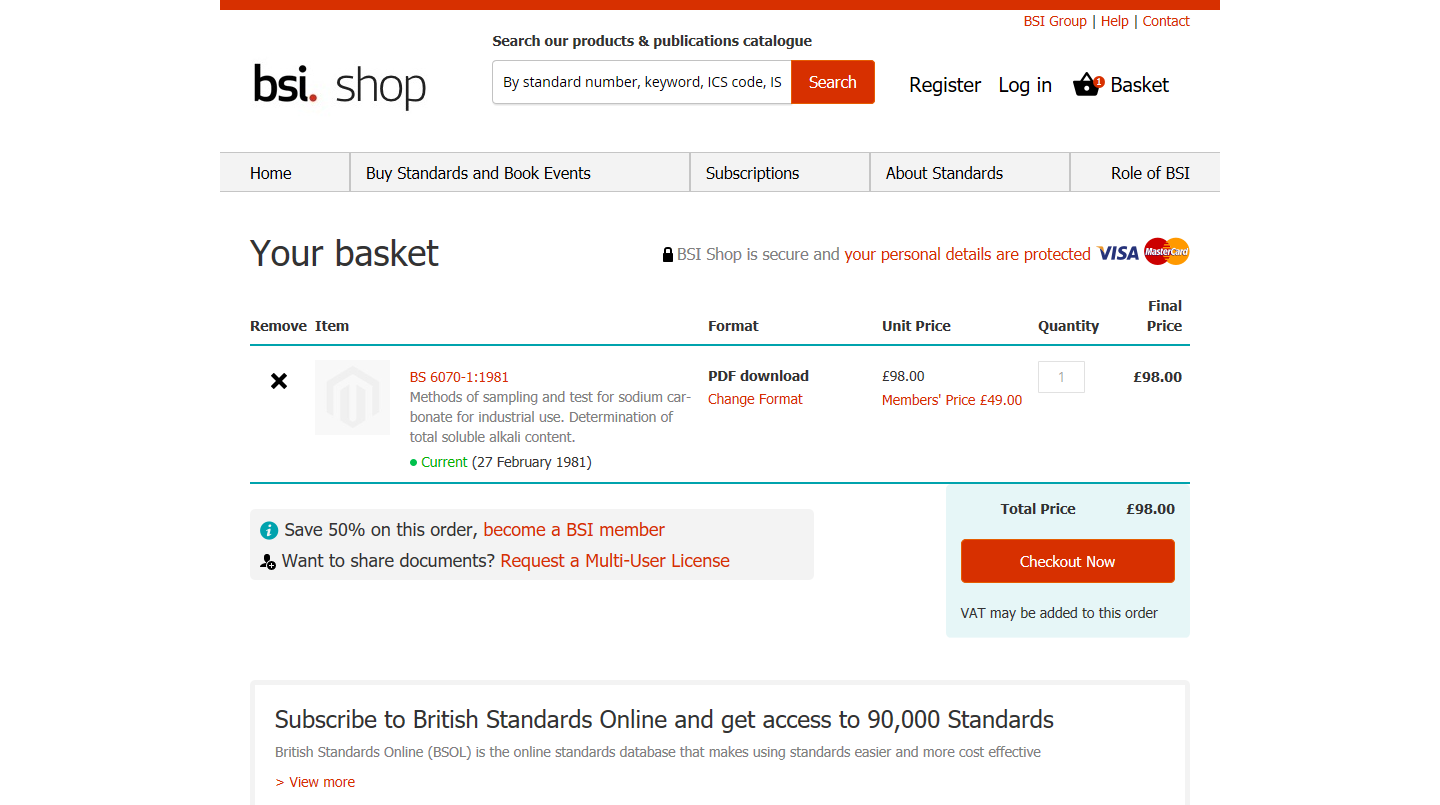 BSI Group | Help | Contact
Search our products & publications catalogue
bsi. shop
By standard number, keyword, ICS code, IS
Search
Register
Log in
1
Basket
Home
Buy Standards and Book Events
Subscriptions
About Standards
Role of BSI
Your basket
BSI Shop is secure and your personal details are protected
VISA
MasterCard
Remove Item Format Unit Price Quantity Final
Price
BS 6070-1:1981
Methods of sampling and test for sodium car-
bonate for industrial use. Determination of
total soluble alkali content.
Current (27 February 1981)
PDF download
Change Format
£98.00
Members' Price £49.00
1
£98.00
Total Price £98.00
Checkout Now
VAT may be added to this order
i Save 50% on this order, become a BSI member
Want to share documents? Request a Multi-User License
Subscribe to British Standards Online and get access to 90,000 Standards
British Standards Online (BSOL) is the online standards database that makes using standards easier and more cost effective
> View more